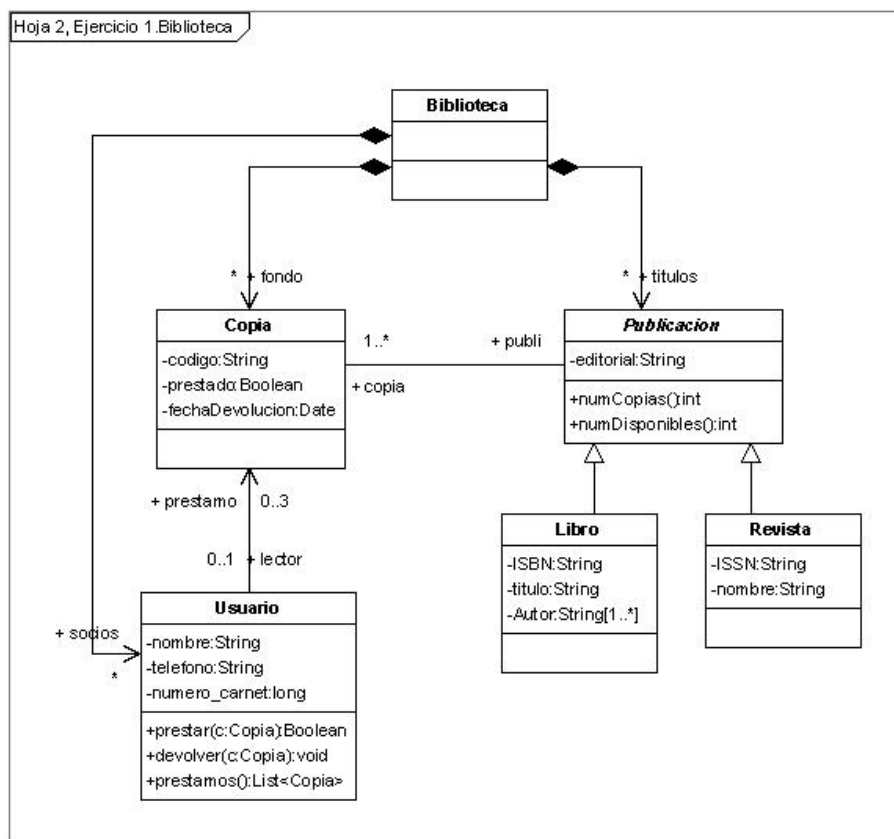 Hoja 2, Ejercicio 1.Biblioteca
Biblioteca
* + fondo
* + titulos
Copia
-codigo:String
-prestado:Boolean
-fechaDevolucion:Date
1..*
+ copia
+ publi
Publicacion
-editorial:String
+numCopias():int
+numDisponibles():int
+ prestamo 0..3
0..1 + lector
Libro
-ISBN:String
-titulo:String
-Autor:String[1..*]
Revista
-ISSN:String
-nombre:String
+ socios
*
Usuario
-nombre:String
-telefono:String
-numero_carnet:long
+prestar(c:Copia):Boolean
+devolver(c:Copia):void
+prestamos():List<Copia>